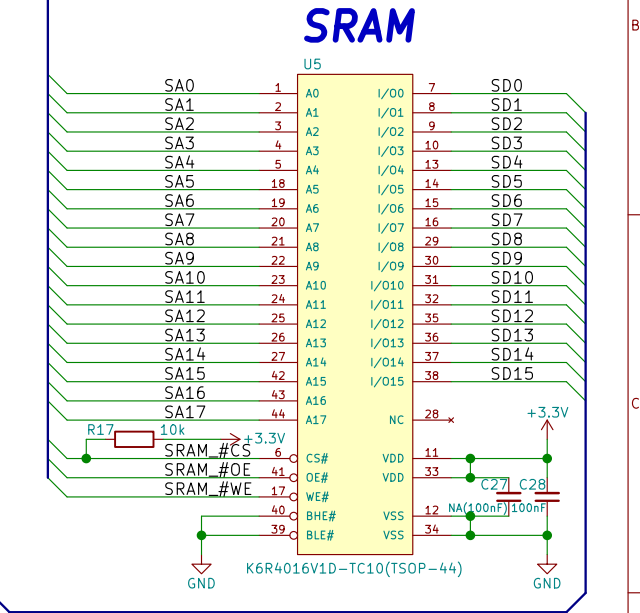 SRAM
B
U5
SA0 1 A0 I/O0 7 SD0
SA1 2 A1 I/O1 8 SD1
SA2 3 A2 I/O2 9 SD2
SA3 4 A3 I/O3 10 SD3
SA4 5 A4 I/O4 13 SD4
SA5 18 A5 I/O5 14 SD5
SA6 19 A6 I/O6 15 SD6
SA7 20 A7 I/O7 16 SD7
SA8 21 A8 I/O8 29 SD8
SA9 22 A9 I/O9 30 SD9
SA10 23 A10 I/O10 31 SD10
SA11 24 A11 I/O11 32 SD11
SA12 25 A12 I/O12 35 SD12
SA13 26 A13 I/O13 36 SD13
SA14 27 A14 I/O14 37 SD14
SA15 42 A15 I/O15 38 SD15
SA16 43 A16
C
SA17 44 A17 NC 28 +3.3V
R17 10k +3.3V
SRAM_#CS 6 CS# VDD 11
SRAM_#OE 41 OE# VDD 33
C27 C28
SRAM_#WE 17 WE#
NA(100nF) 100nF
40 BHE# VSS 12
39 BLE# VSS 34
K6R4016V1D-TC10(TSOP-44)
GND GND